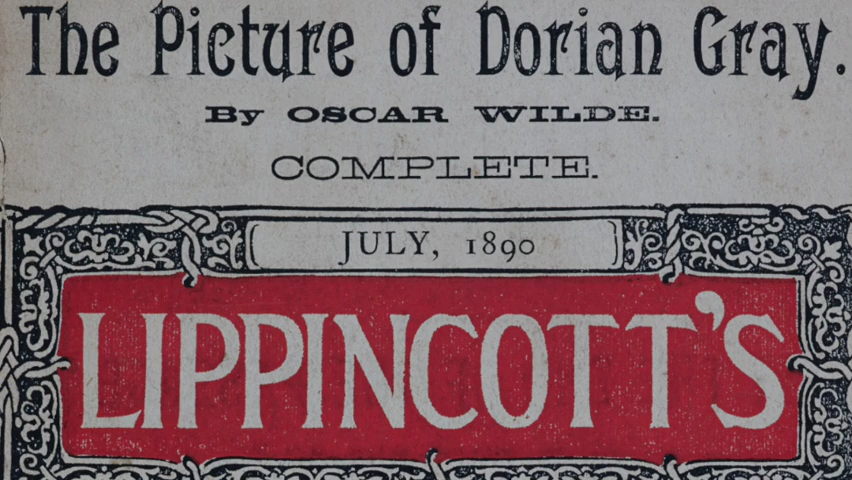 The Picture of Dorian Gray.
By OSCAR WILDE.
COMPLETE.
JULY, 1890
LIPPINCOTT'S